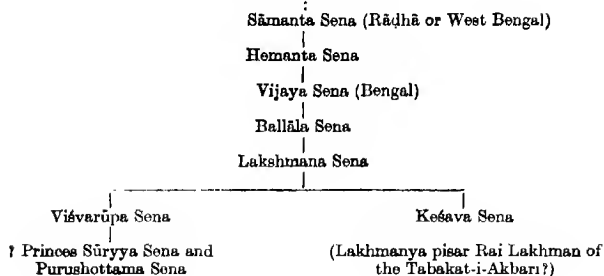 Sāmanta Sena (Rāḍhā or West Bengal)
Hemanta Sena
Vijaya Sena (Bengal)
Ballāla Sena
Lakshmana Sena
Viśvarūpa Sena
Keśava Sena
? Princes Sūryya Sena and
Purushottama Sena
(Lakhmanya pisar Rai Lakhman of
the Tabakat-i-Akbari?)